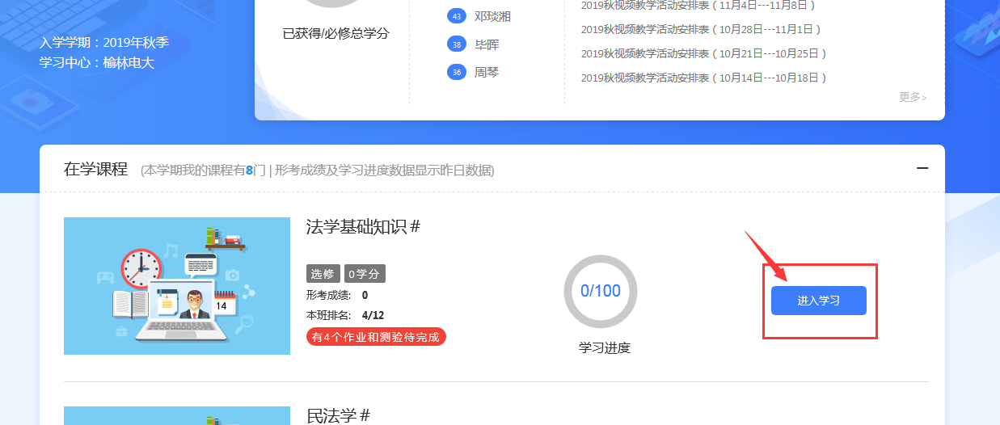 入学学期：2019年秋季
学习中心：榆林电大
已获得/必修总学分
43 邓琰湘
38 毕晖
36 周琴
2019秋视频教学活动安排表（11月4日---11月8日）
2019秋视频教学活动安排表（10月28日---11月1日）
2019秋视频教学活动安排表（10月21日---10月25日）
2019秋视频教学活动安排表（10月14日---10月18日）
更多>
在学课程 (本学期我的课程有8门 | 形考成绩及学习进度数据显示昨日数据)
法学基础知识#
选修 0学分
形考成绩: 0
本班排名: 4/12
有4个作业和测验待完成
14
0/100
学习进度
进入学习
民法学#